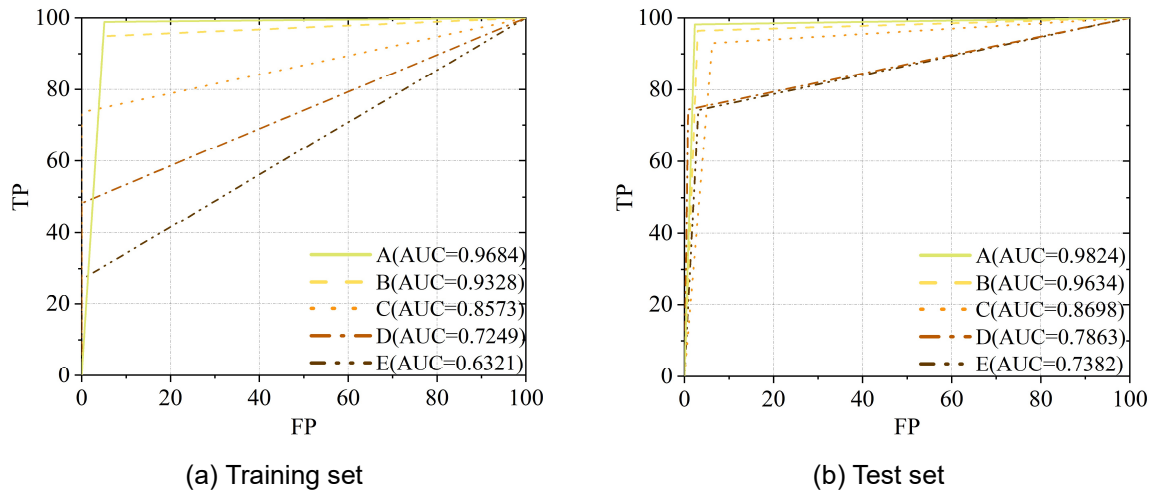 TP
100
80
60
40
20
0
A(AUC=0.9684)
B(AUC=0.9328)
C(AUC=0.8573)
D(AUC=0.7249)
E(AUC=0.6321)
0 20 40 60 80 100
FP
(a) Training set
TP
100
80
60
40
20
0
A(AUC=0.9824)
B(AUC=0.9634)
C(AUC=0.8698)
D(AUC=0.7863)
E(AUC=0.7382)
0 20 40 60 80 100
FP
(b) Test set